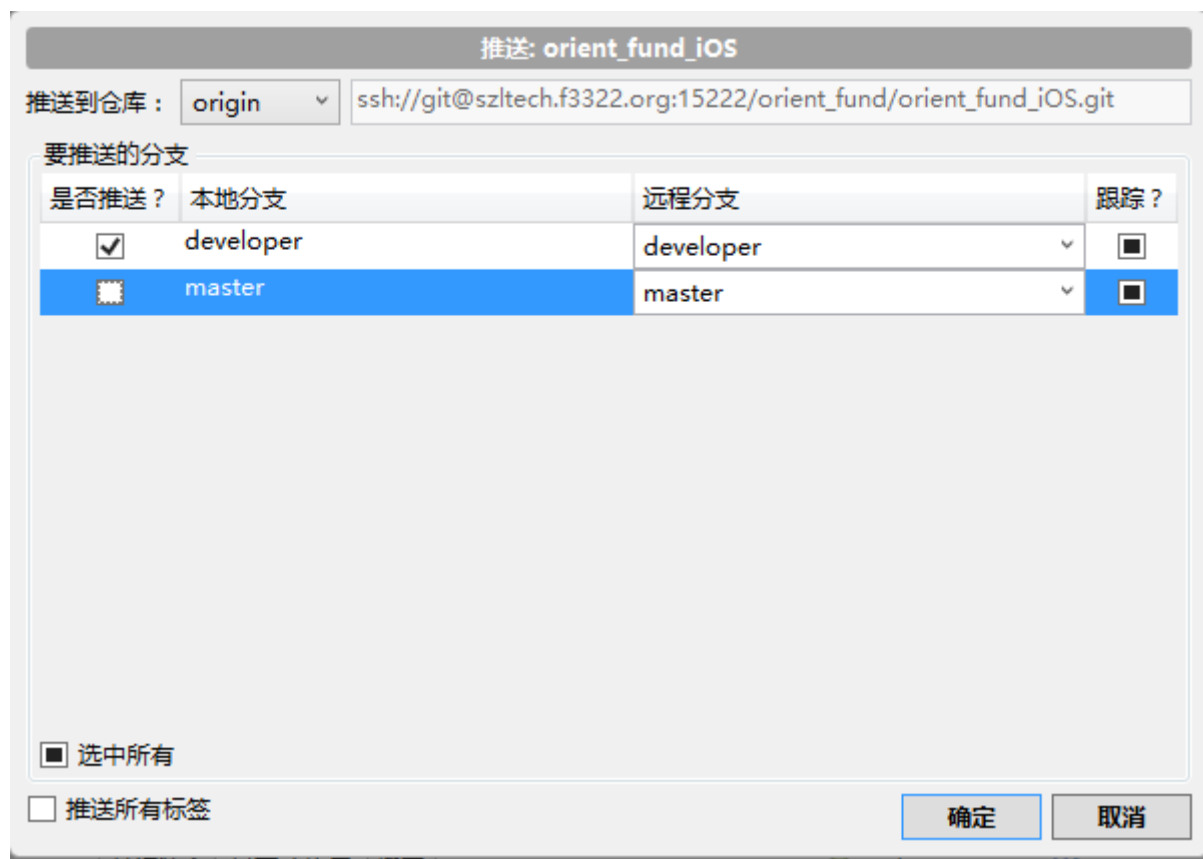 推送: orient_fund_iOS
推送到仓库： origin ssh://git@szltech.f3322.org:15222/orient_fund/orient_fund_iOS.git
要推送的分支
是否推送？ 本地分支 远程分支 跟踪？
developer developer
master master
选中所有
推送所有标签 确定 取消